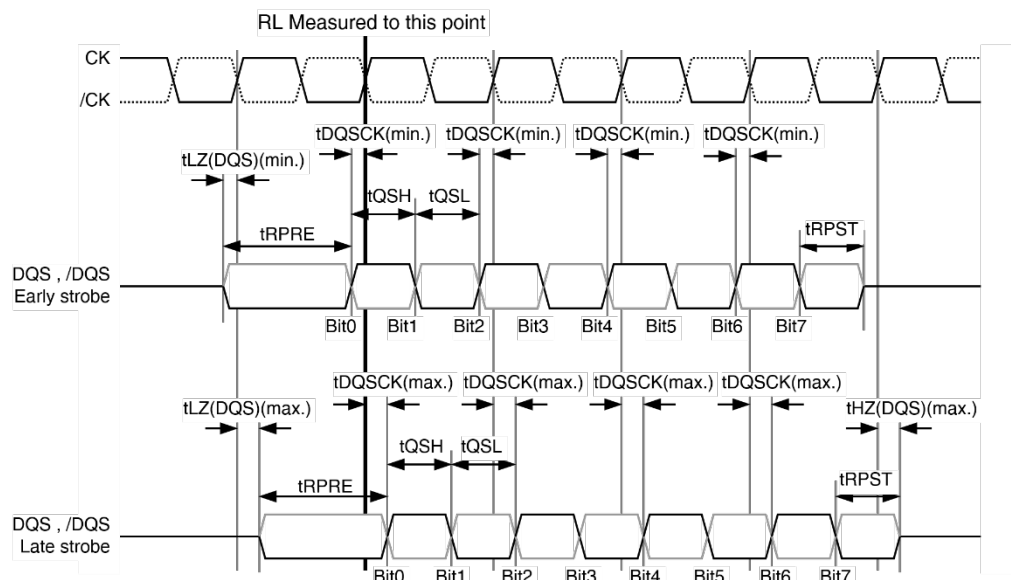 RL Measured to this point
CK
/CK
tDQSCK(min.) tDQSCK(min.) tDQSCK(min.) tDQSCK(min.)
tLZ(DQS)(min.)
tQSH tQSL
tRPRE
tRPST
DQS , /DQS
Early strobe
Bit0 Bit1 Bit2 Bit3 Bit4 Bit5 Bit6 Bit7
tDQSCK(max.) tDQSCK(max.) tDQSCK(max.) tDQSCK(max.)
tLZ(DQS)(max.)
tHZ(DQS)(max.)
tQSH tQSL
tRPRE
tRPST
DQS , /DQS
Late strobe
Bit0 Bit1 Bit2 Bit3 Bit4 Bit5 Bit6 Bit7